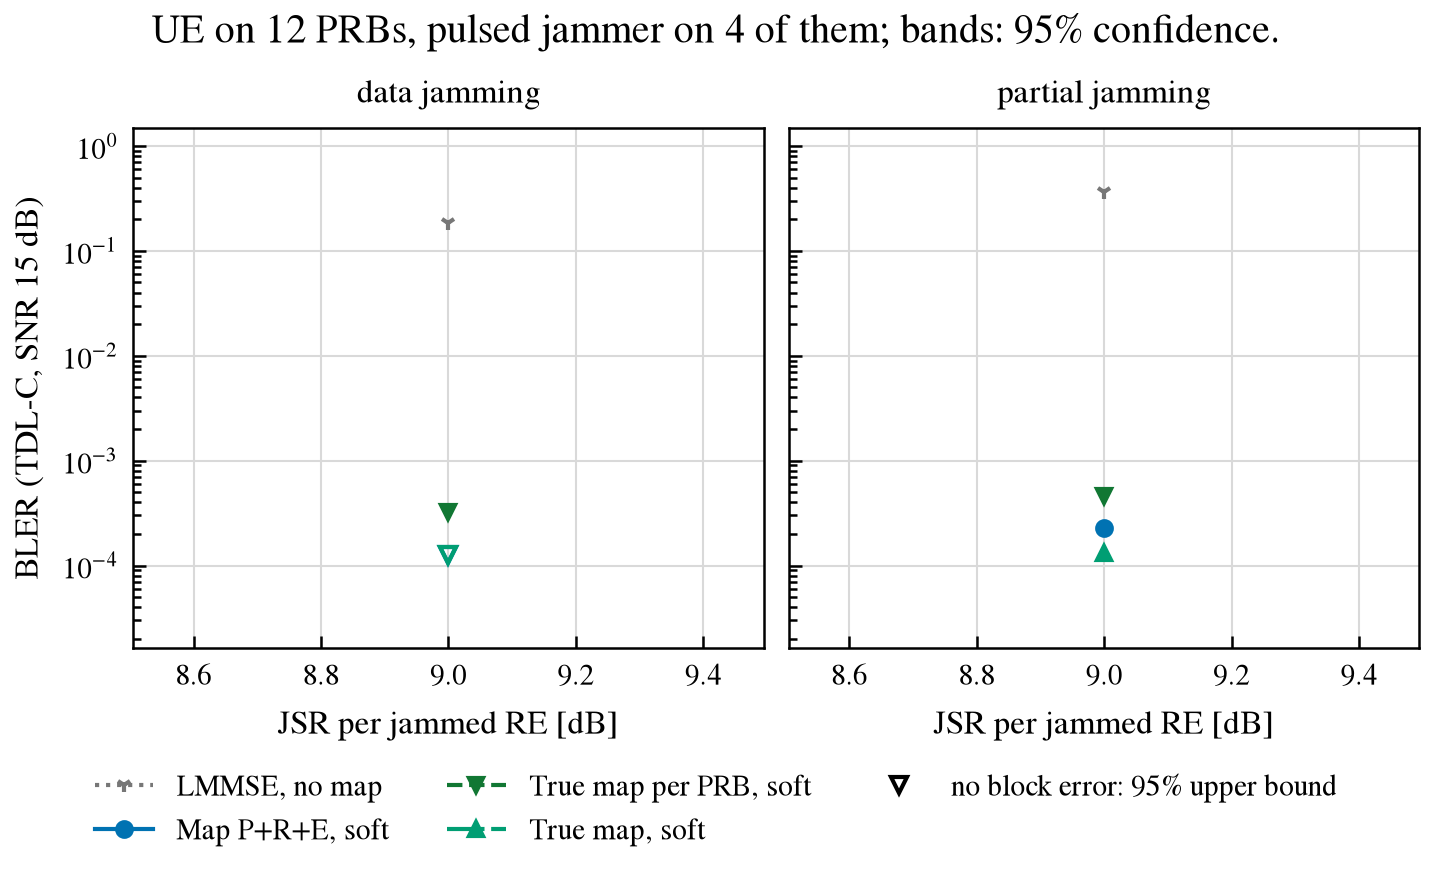 UE on 12 PRBs, pulsed jammer on 4 of them; bands: 95% confidence.
data jamming
partial jamming
BLER (TDL-C, SNR 15 dB)
10⁰
10⁻¹
10⁻²
10⁻³
10⁻⁴
8.6 8.8 9.0 9.2 9.4
8.6 8.8 9.0 9.2 9.4
JSR per jammed RE [dB]
JSR per jammed RE [dB]
LMMSE, no map
Map P+R+E, soft
True map per PRB, soft
True map, soft
no block error: 95% upper bound